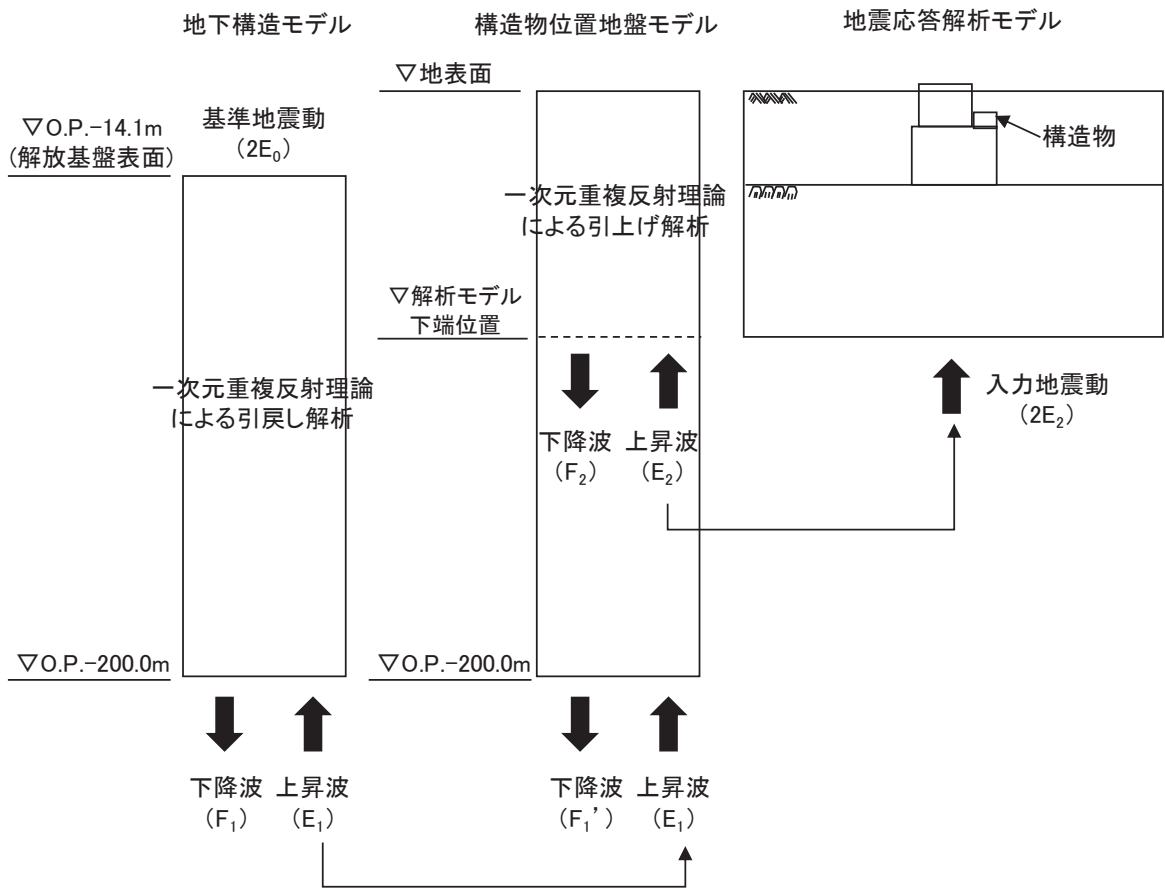 地下構造モデル
▽O.P.-14.1m
(解放基盤表面)
基準地震動
(2E₀)
一次元重複反射理論
による引戻し解析
▽O.P.-200.0m
下降波
(F₁)
上昇波
(E₁)
構造物位置地盤モデル
▽地表面
一次元重複反射理論
による引上げ解析
▽解析モデル
下端位置
下降波
(F₂)
上昇波
(E₂)
▽O.P.-200.0m
下降波
(F₁’)
上昇波
(E₁)
地震応答解析モデル
構造物
入力地震動
(2E₂)